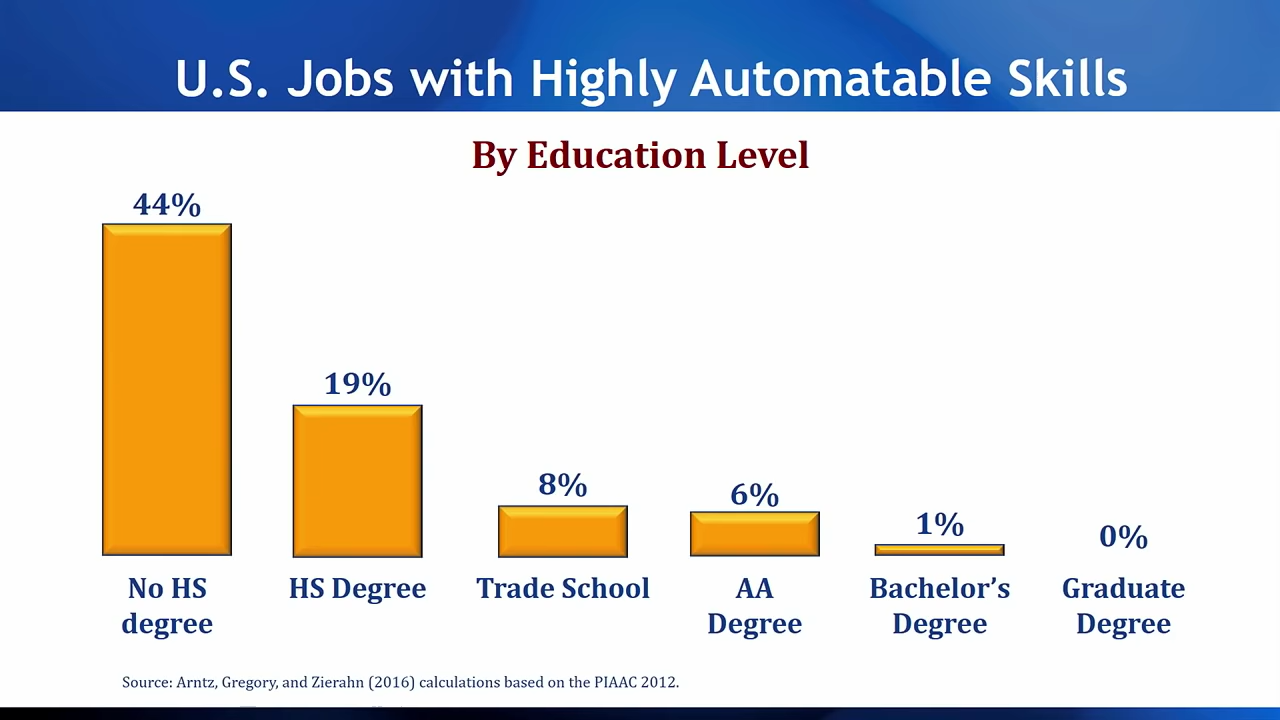 U.S. Jobs with Highly Automatable Skills
By Education Level
44%
19%
8%
6%
1%
0%
No HS
degree
HS Degree
Trade School
AA
Degree
Bachelor’s
Degree
Graduate
Degree
Source: Arntz, Gregory, and Zierahn (2016) calculations based on the PIAAC 2012.